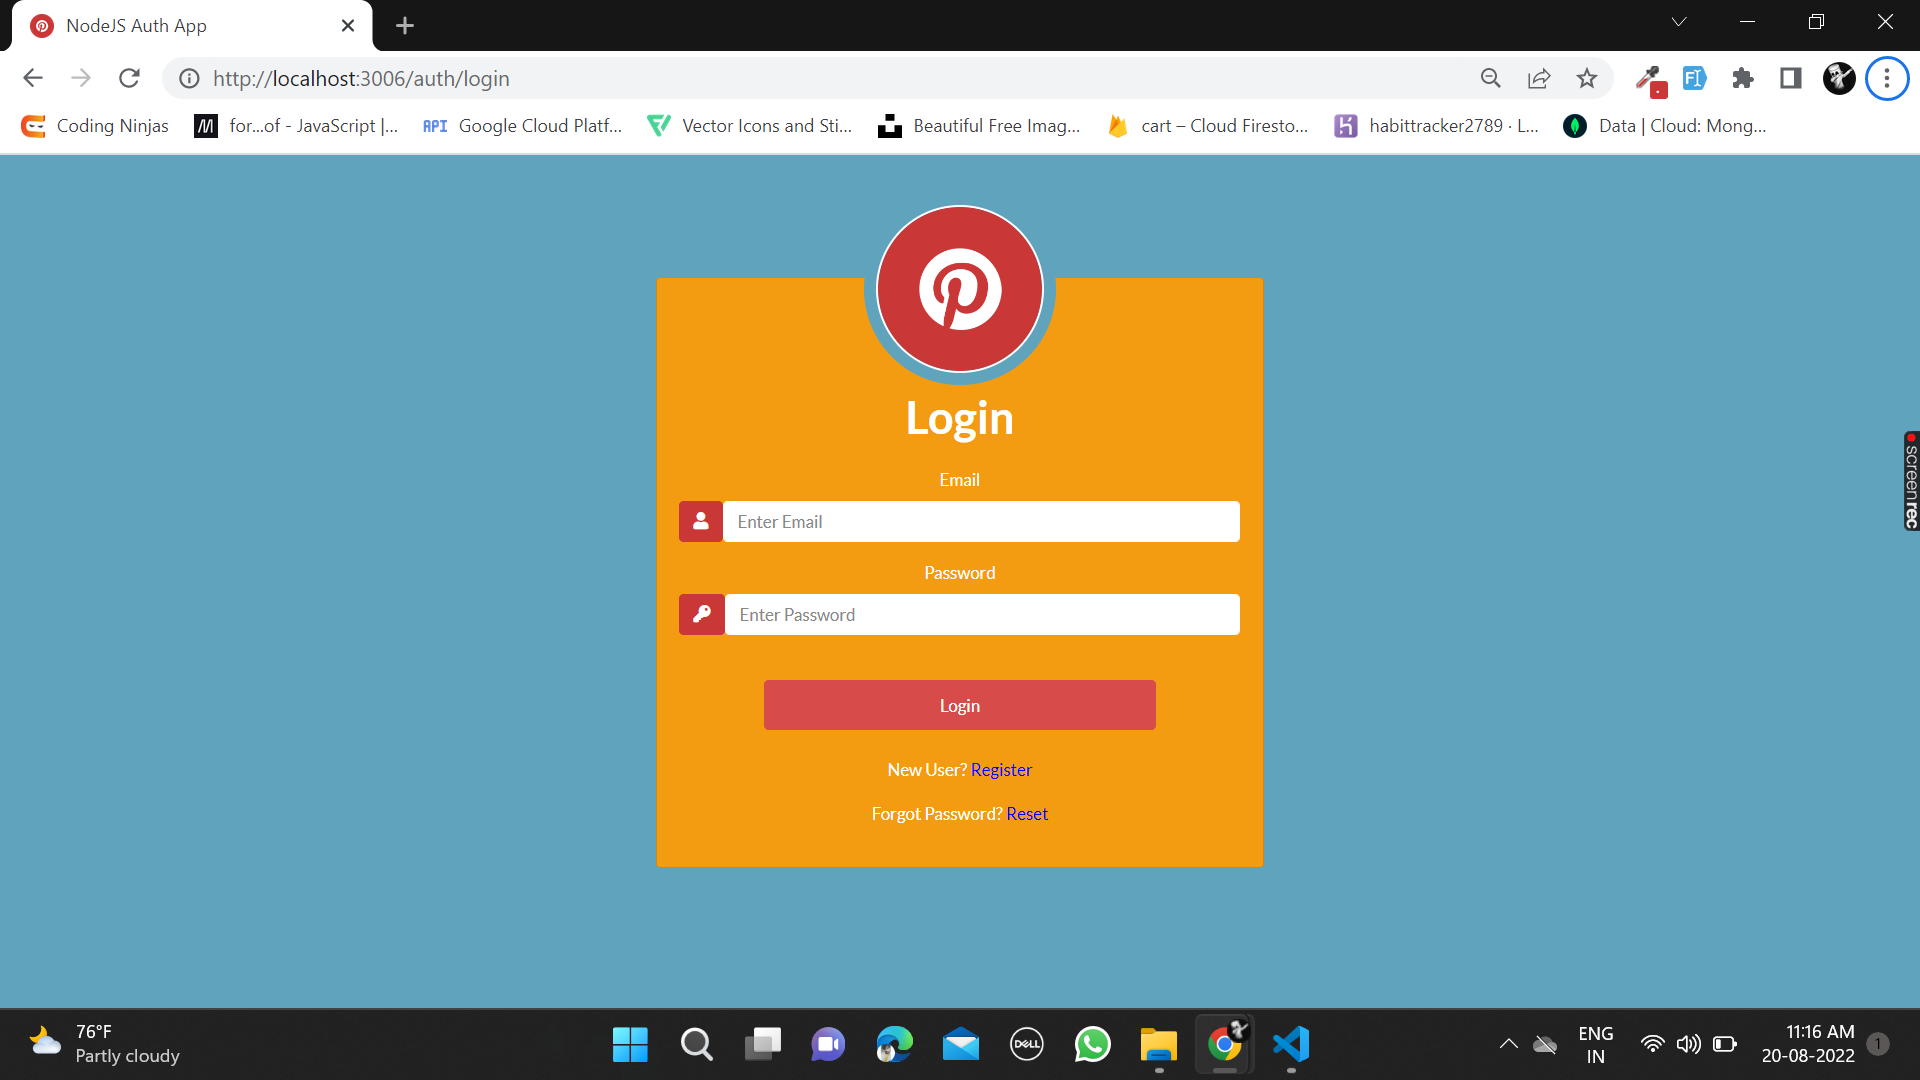 NodeJS Auth App
http://localhost:3006/auth/login
Coding Ninjas
for...of - JavaScript |...
API Google Cloud Platf...
Vector Icons and Sti...
Beautiful Free Imag...
cart – Cloud Firesto...
habittracker2789 · L...
Data | Cloud: Mong...
Login
Email
Enter Email
Password
Enter Password
Login
New User? Register
Forgot Password? Reset
screenrec
76°F
Partly cloudy
DELL
ENG
IN
11:16 AM
20-08-2022
1